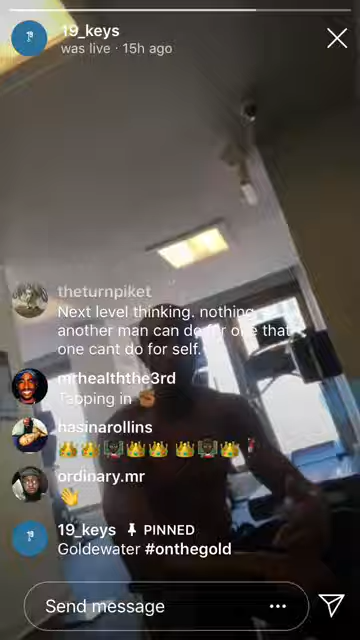 19_keys
was live · 15h ago
theturnpiket
Next level thinking. nothing
another man can do for one that
one cant do for self.
mrhealththe3rd
Tapping in ✊🏾
hasinarollins
ordinary.mr
👋
19_keys 📌 PINNED
Goldewater #onthegold
Send message